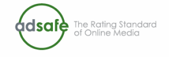 adsafe
The Rating Standard
of Online Media